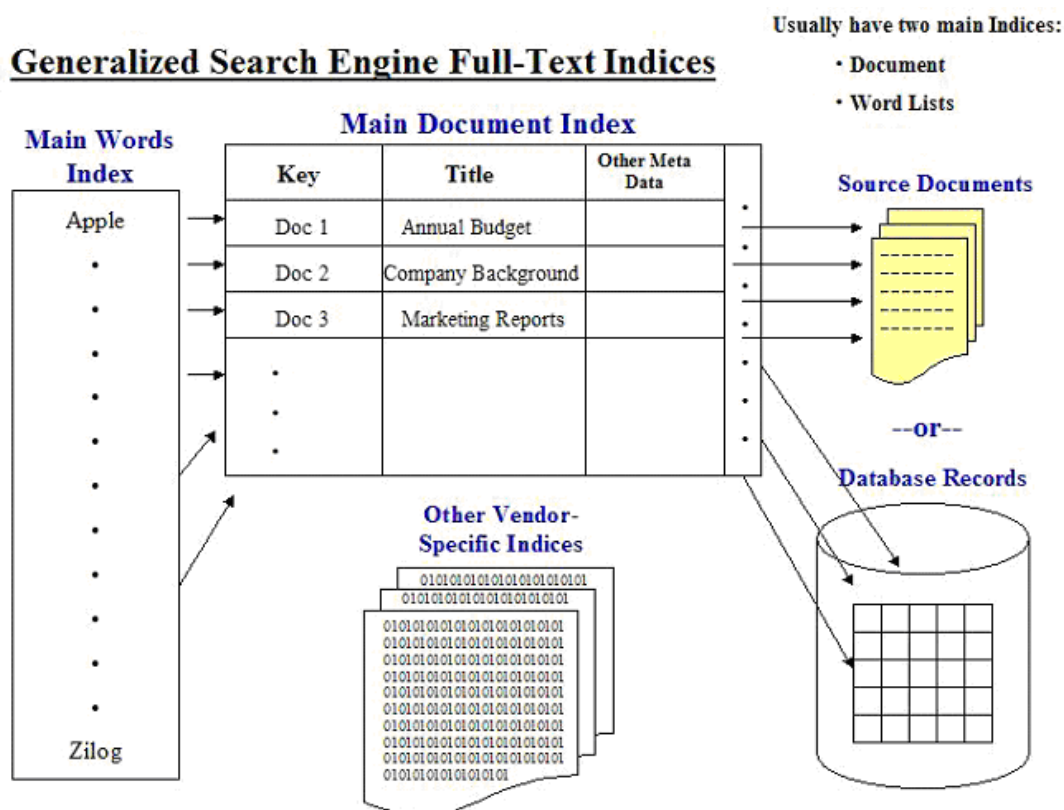 Usually have two main Indices:
• Document
• Word Lists
Generalized Search Engine Full-Text Indices
Main Words
Index
Apple
Zilog
Main Document Index
Key Title Other Meta
Data
Doc 1 Annual Budget
Doc 2 Company Background
Doc 3 Marketing Reports
Source Documents
--or--
Database Records
Other Vendor-
Specific Indices